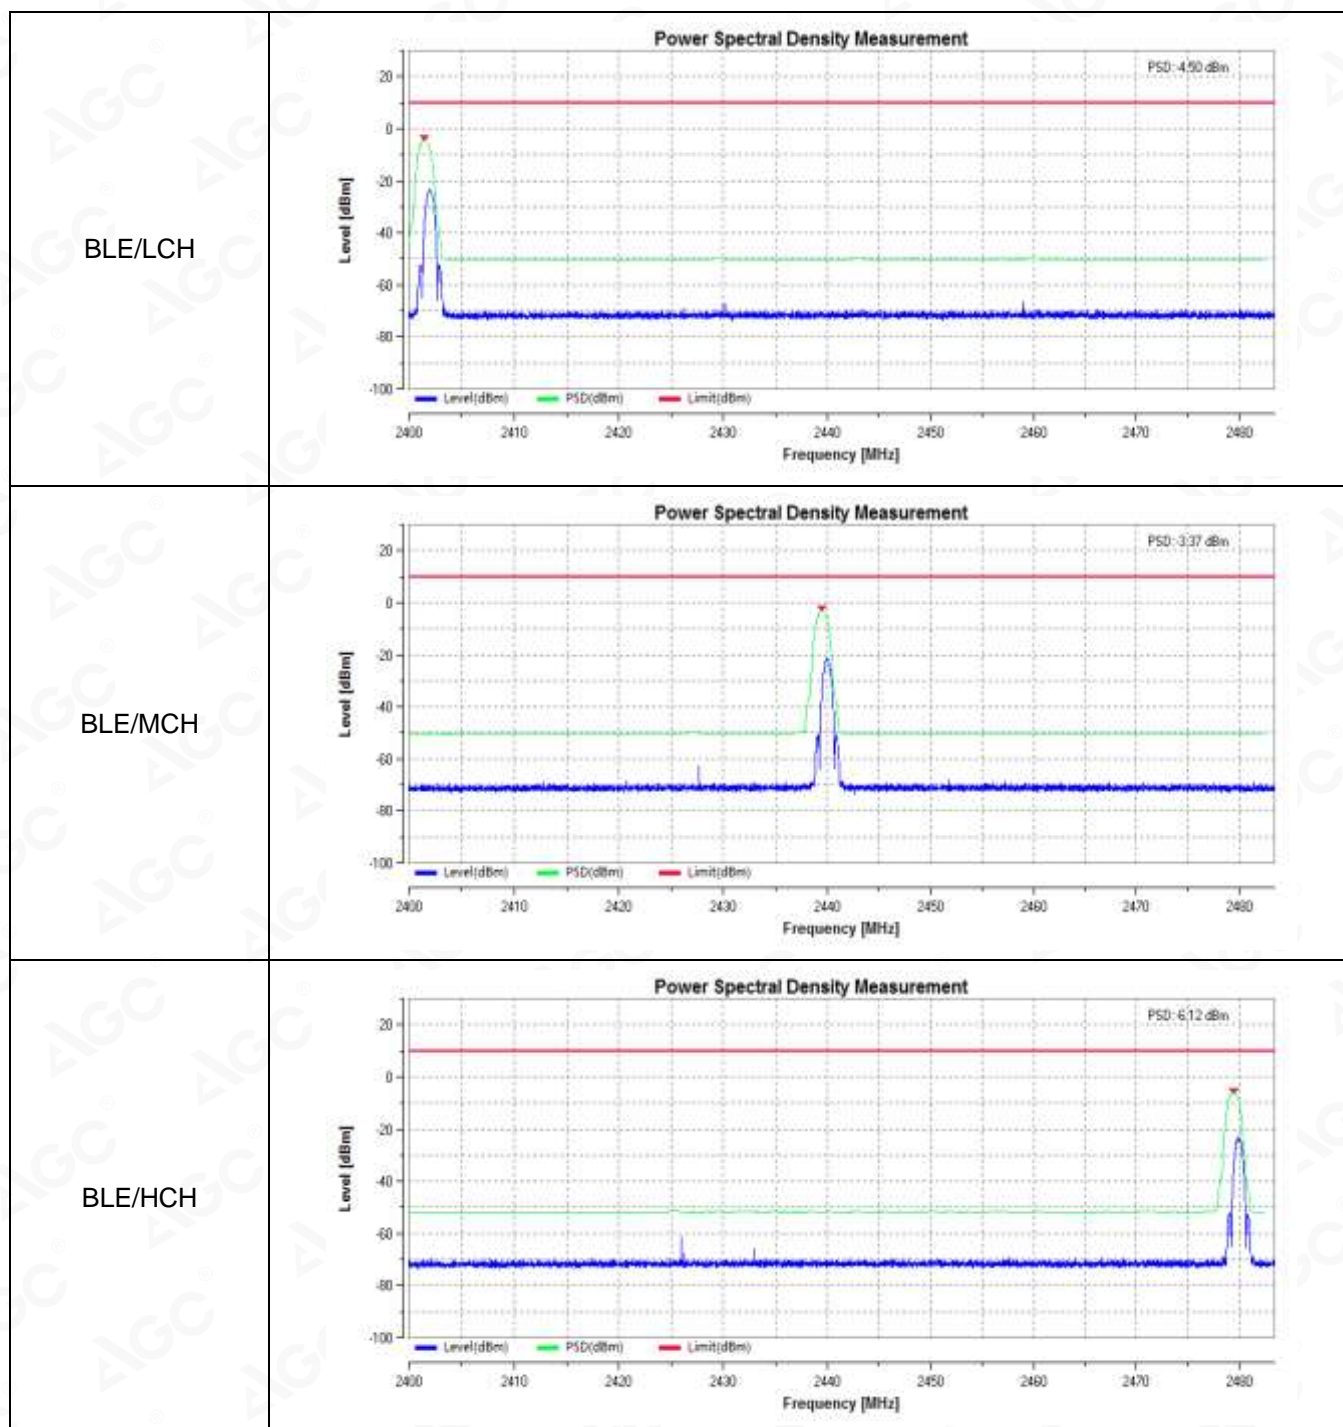 BLE/LCH
Power Spectral Density Measurement
PSD: -4.50 dBm
Level [dBm]
20
0
-20
-40
-60
-80
-100
Level(dBm) PSD(dBm) Limit(dBm)
2400 2410 2420 2430 2440 2450 2460 2470 2480
Frequency [MHz]
BLE/MCH
Power Spectral Density Measurement
PSD: -3.37 dBm
Level [dBm]
20
0
-20
-40
-60
-80
-100
Level(dBm) PSD(dBm) Limit(dBm)
2400 2410 2420 2430 2440 2450 2460 2470 2480
Frequency [MHz]
BLE/HCH
Power Spectral Density Measurement
PSD: -6.12 dBm
Level [dBm]
20
0
-20
-40
-60
-80
-100
Level(dBm) PSD(dBm) Limit(dBm)
2400 2410 2420 2430 2440 2450 2460 2470 2480
Frequency [MHz]
AGC